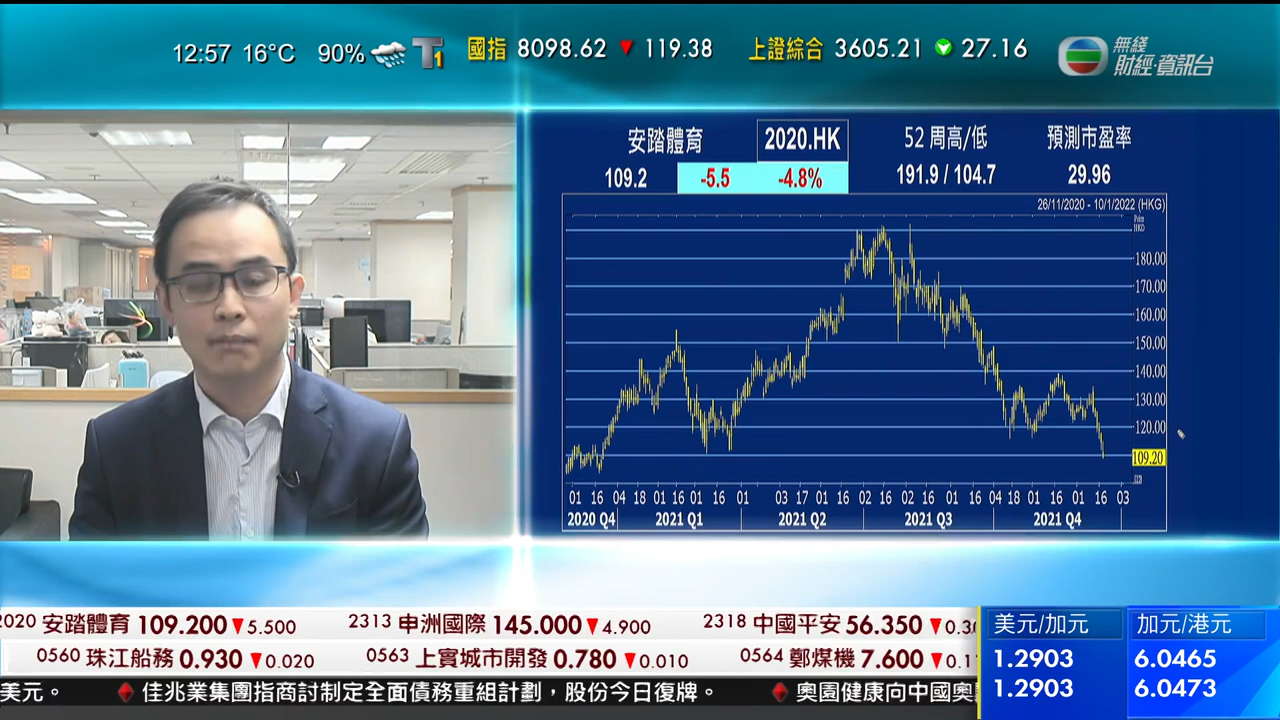 12:57 16°C 90% T1 國指 8098.62 ▼ 119.38 上證綜合 3605.21 27.16 無綫
財經·資訊台
安踏體育 2020.HK 52 周高/低 預測市盈率
109.2 -5.5 -4.8% 191.9 / 104.7 29.96
26/11/2020 - 10/1/2022 (HKG)
Price
HKD
180.00
170.00
160.00
150.00
140.00
130.00
120.00
109.20
01 16 04 18 01 16 01 16 01 03 17 01 16 02 16 02 16 01 16 04 18 01 16 01 16 03
2020 Q4 2021 Q1 2021 Q2 2021 Q3 2021 Q4
2020 安踏體育 109.200 ▼ 5.500 2313 申洲國際 145.000 ▼ 4.900 2318 中國平安 56.350 ▼ 0.3
0560 珠江船務 0.930 ▼ 0.020 0563 上實城市開發 0.780 ▼ 0.010 0564 鄭煤機 7.600 ▼ 0.1
美元。 ♦ 佳兆業集團指商討制定全面債務重組計劃，股份今日復牌。 ♦ 奧園健康向中國奧
美元/加元 加元/港元
1.2903 6.0465
1.2903 6.0473